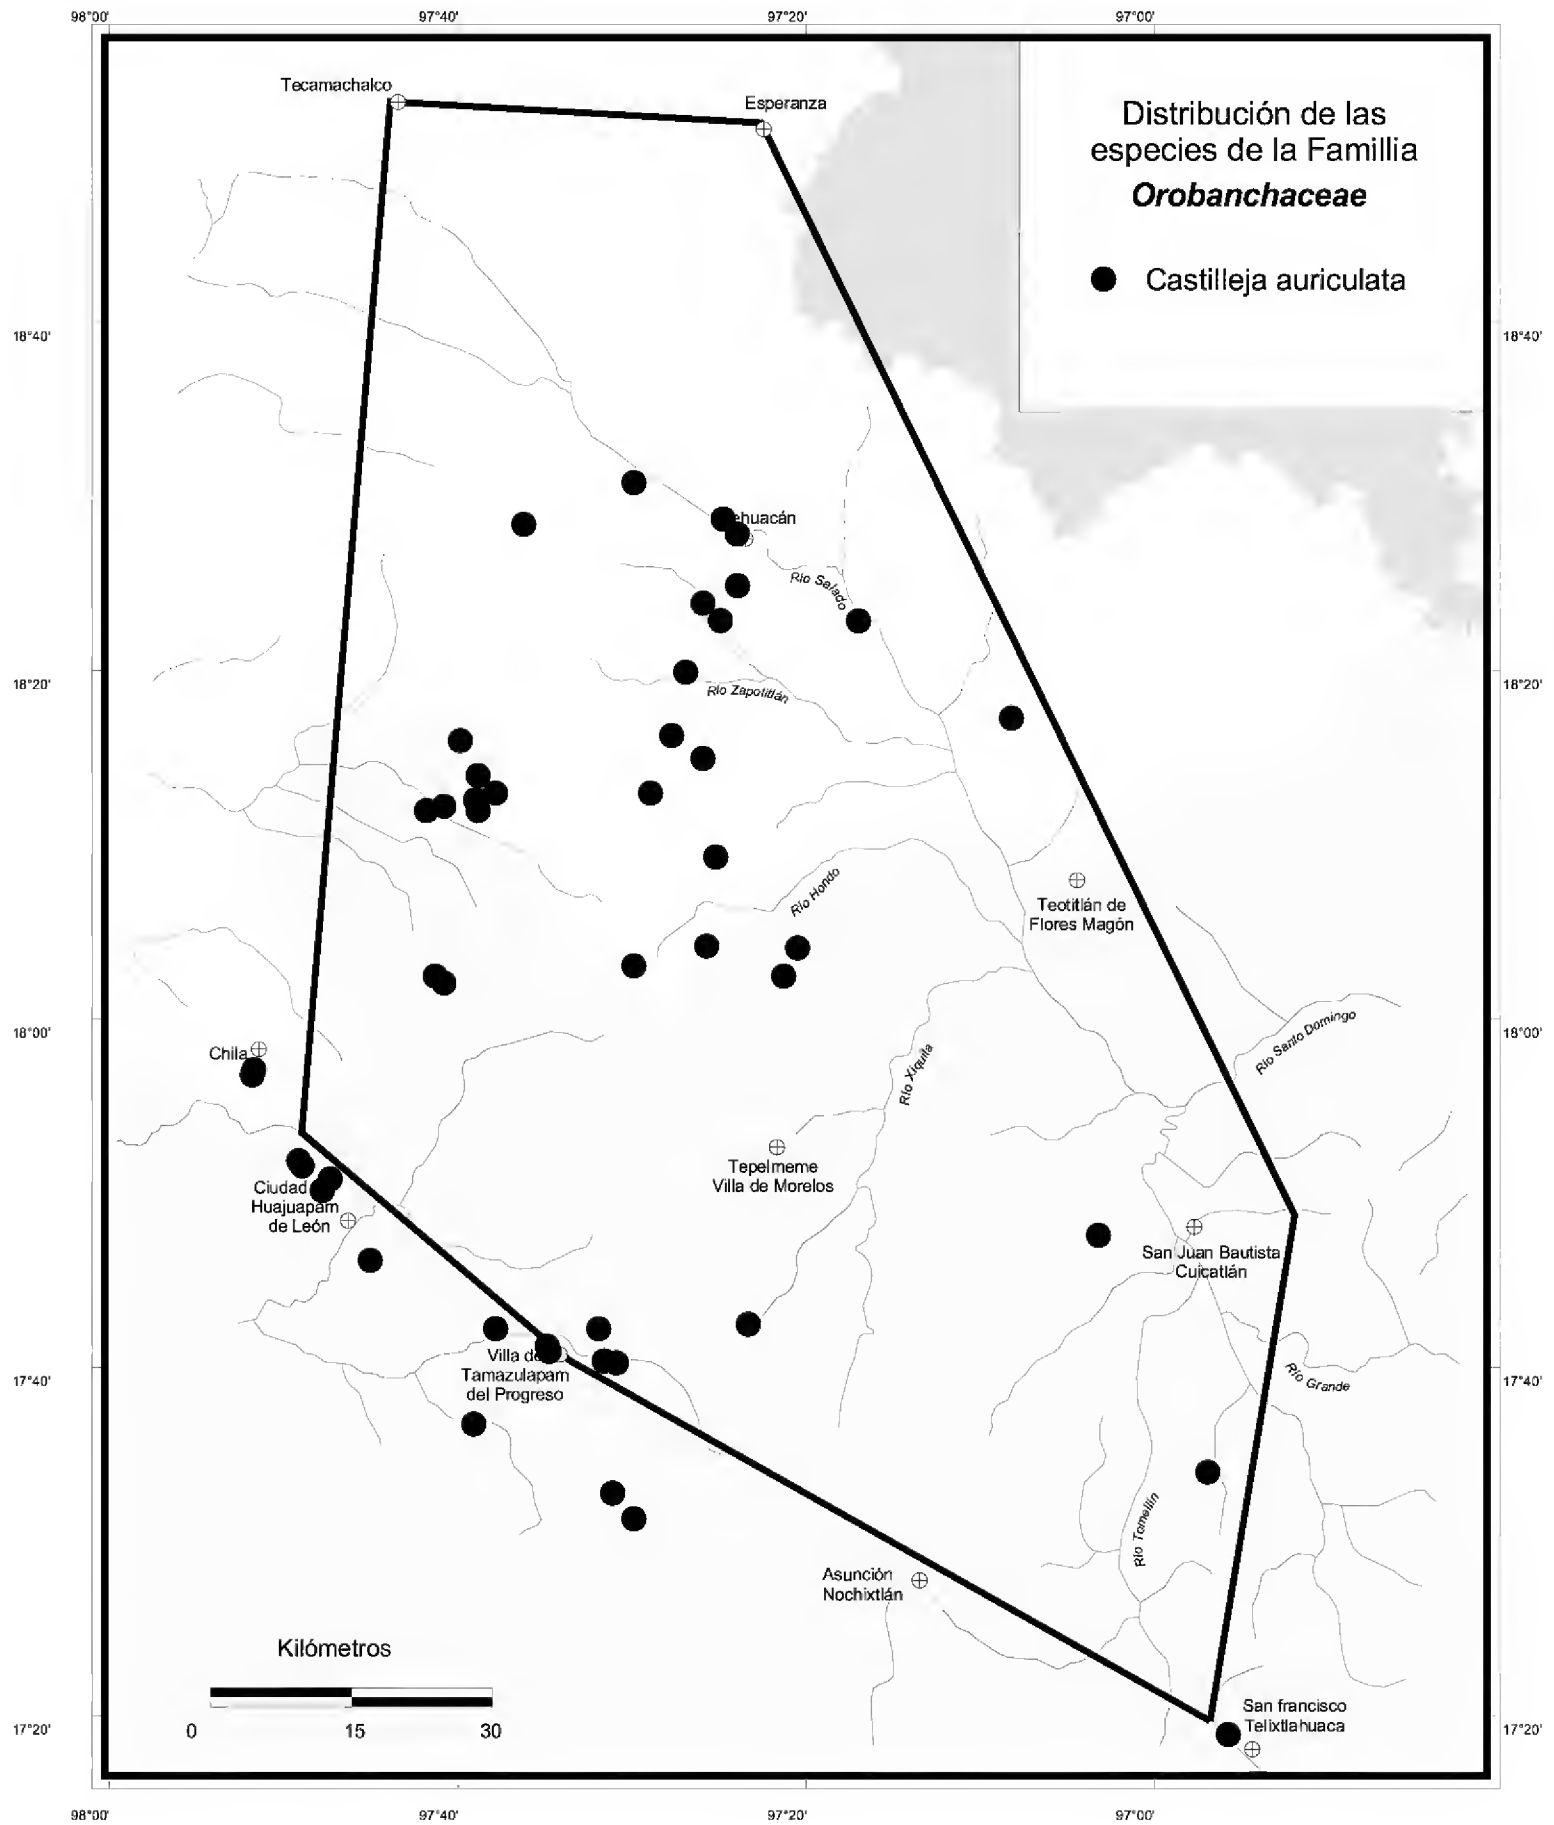 98°00'
97°40'
97°20'
97°00'
Tecamachalco
Esperanza
Distribución de las
especies de la Famillia
Orobanchaceae
Castilleja auriculata
18°40'
18°40'
ehuacán
Río Salado
18°20'
18°20'
Río Zapotitlán
Río Hondo
Teotitlán de
Flores Magón
18°00'
18°00'
Chila
Río Santo Domingo
Río Xiquila
Tepelmeme
Villa de Morelos
Ciudad
Huajuapam
de León
San Juan Bautista
Cuicatlán
Villa de
Tamazulapam
del Progreso
17°40'
17°40'
Río Grande
Río Tomellín
Asunción
Nochixtlán
Kilómetros
0
15
30
San francisco
Telixtlahuaca
17°20'
17°20'
98°00'
97°40'
97°20'
97°00'